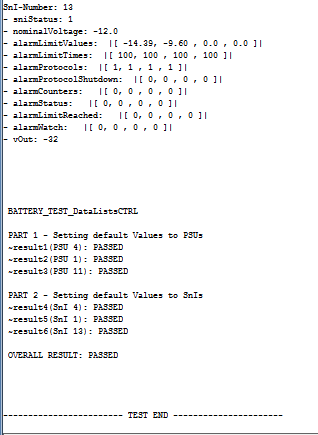 SnI-Number: 13
- sniStatus: 1
- nominalVoltage: -12.0
- alarmLimitValues: |[ -14.39, -9.60 , 0.0 , 0.0 ]|
- alarmLimitTimes: |[ 100, 100 , 100 , 100 ]|
- alarmProtocols: |[ 1, 1 , 1 , 1 ]|
- alarmProtocolShutdown: |[ 0, 0 , 0 , 0 ]|
- alarmCounters: |[ 0, 0 , 0 , 0 ]|
- alarmStatus: |[ 0, 0 , 0 , 0 ]|
- alarmLimitReached: |[ 0, 0 , 0 , 0 ]|
- alarmWatch: |[ 0, 0 , 0 , 0 ]|
- vOut: -32
BATTERY_TEST_DataListsCTRL
PART 1 - Setting default Values to PSUs
~result1(PSU 4): PASSED
~result2(PSU 1): PASSED
~result3(PSU 11): PASSED
PART 2 - Setting default Values to SnIs
~result4(SnI 4): PASSED
~result5(SnI 1): PASSED
~result6(SnI 13): PASSED
OVERALL RESULT: PASSED
------------------------ TEST END ----------------------